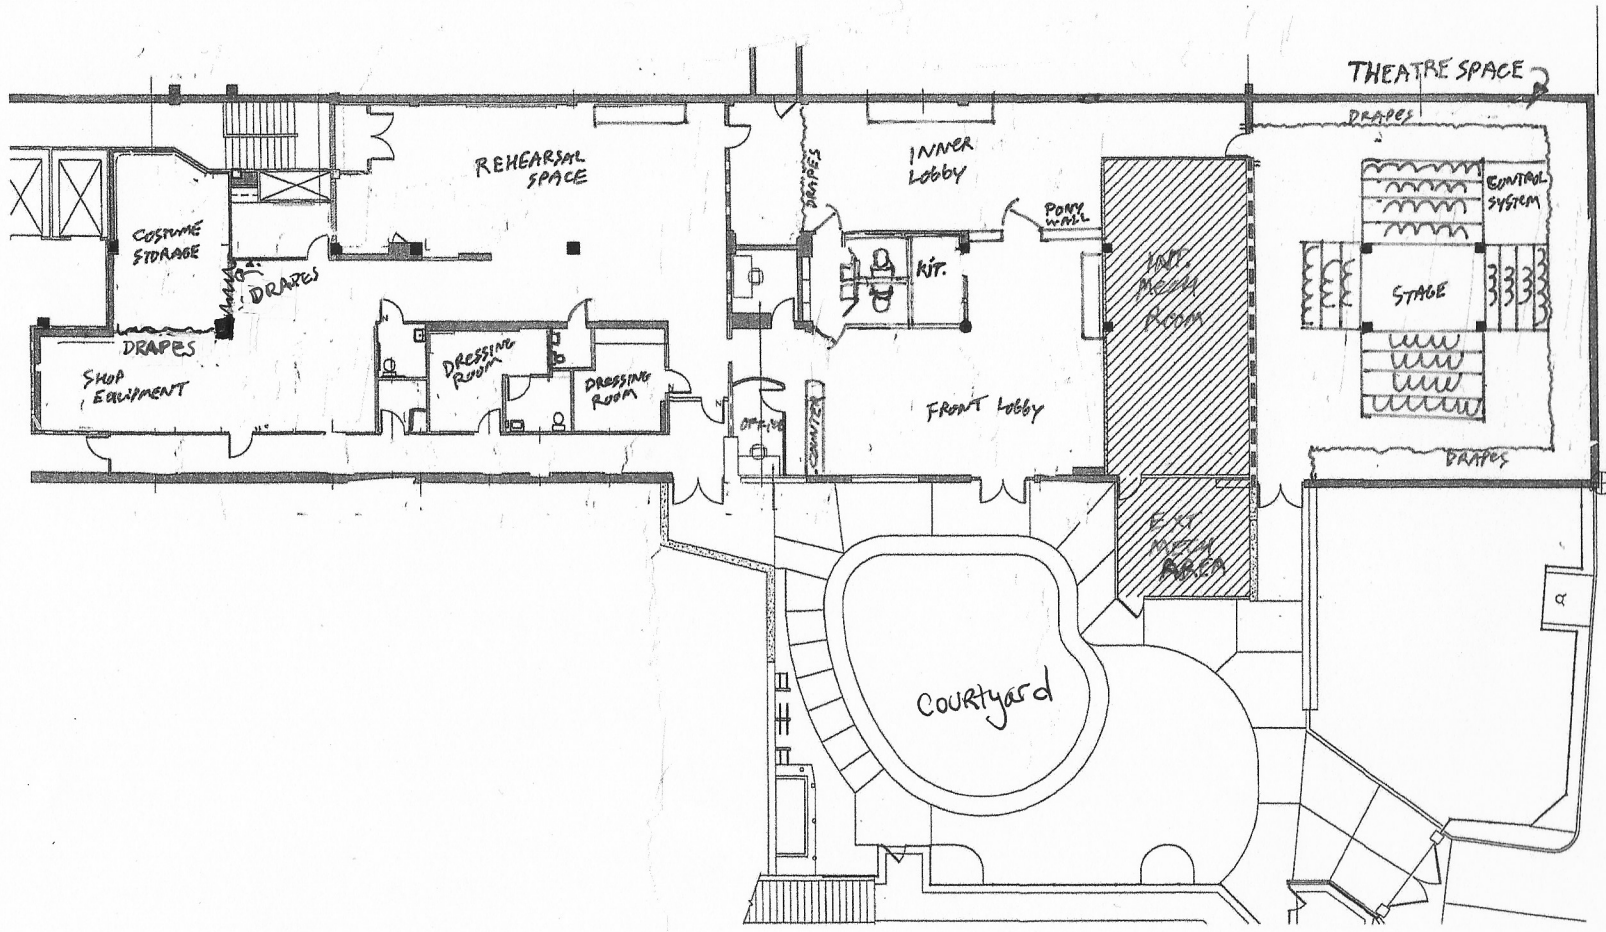 THEATRE SPACE
DRAPES
REHEARSAL
SPACE
INNER
LOBBY
DRAPES
PONY
WALL
CONTROL
SYSTEM
COSTUME
STORAGE
DRAPES
KIT.
INT.
MECH
ROOM
STAGE
DRAPES
SHOP
EQUIPMENT
DRESSING
ROOM
DRESSING
ROOM
OFFICE
COUNTER
FRONT LOBBY
DRAPES
EXT
MECH
AREA
Courtyard